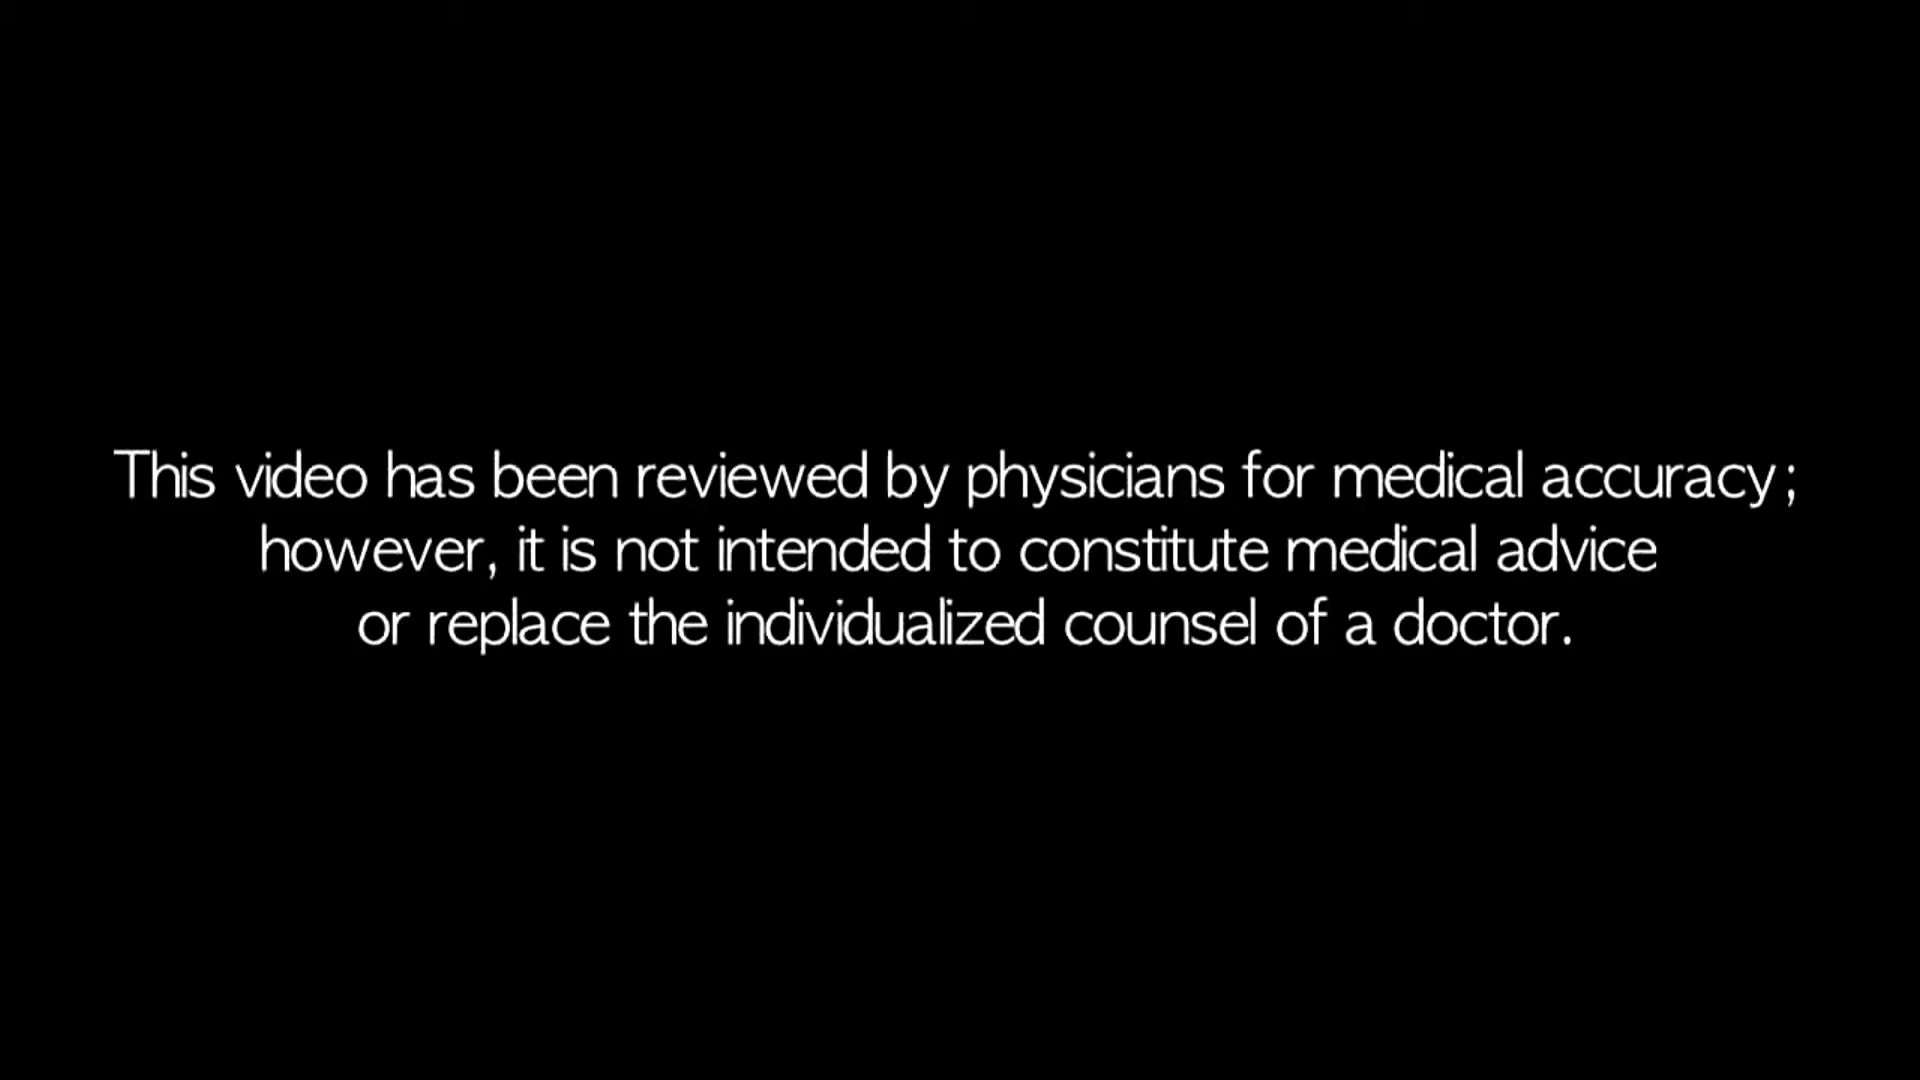 This video has been reviewed by physicians for medical accuracy;
however, it is not intended to constitute medical advice
or replace the individualized counsel of a doctor.